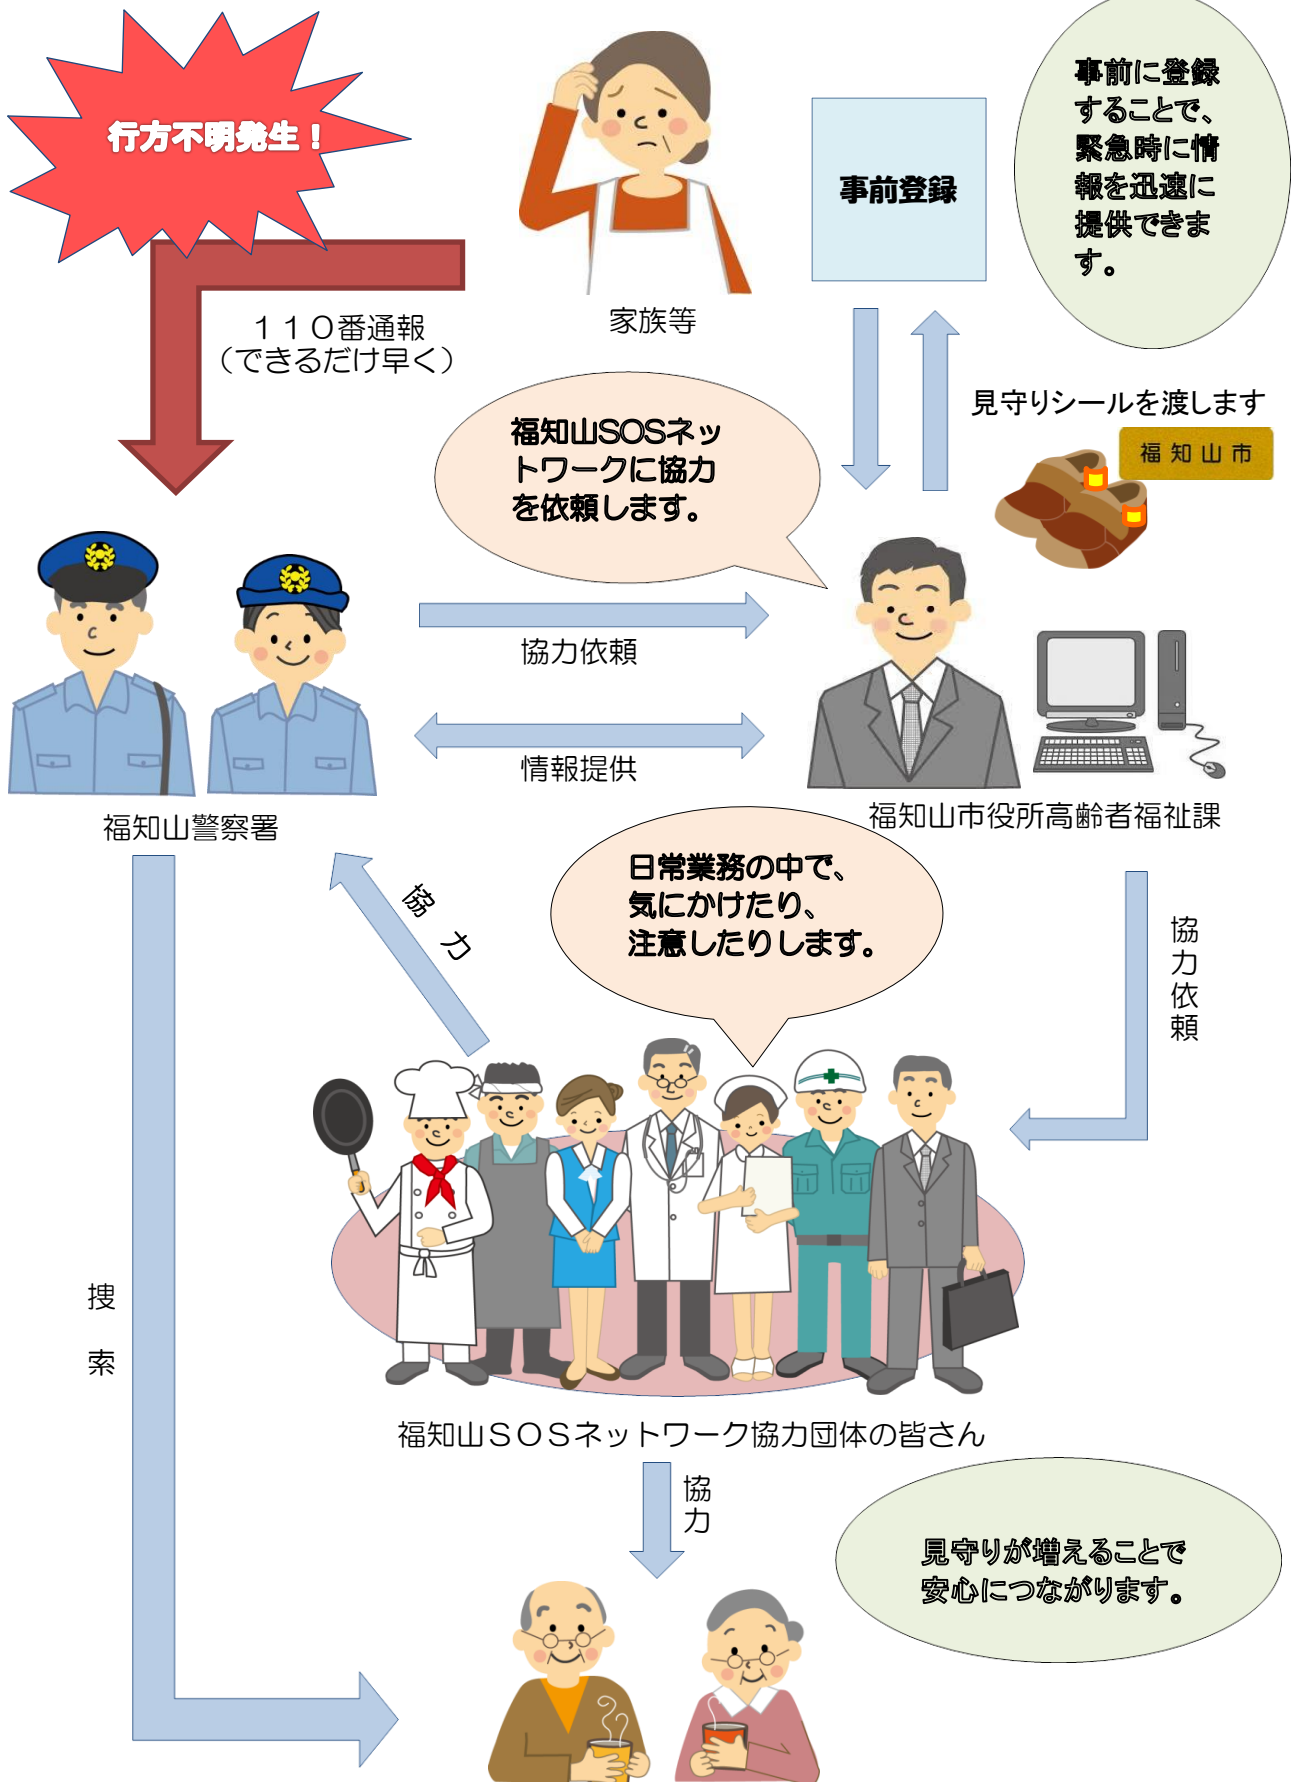 行方不明発生！
事前に登録
することで、
緊急時に情
報を迅速に
提供できま
す。
事前登録
家族等
１１０番通報
（できるだけ早く）
見守りシールを渡します
福知山市
福知山SOSネッ
トワークに協力
を依頼します。
協力依頼
情報提供
福知山警察署
福知山市役所高齢者福祉課
日常業務の中で、
気にかけたり、
注意したりします。
協力
協力依頼
捜索
福知山ＳＯＳネットワーク協力団体の皆さん
協力
見守りが増えることで
安心につながります。